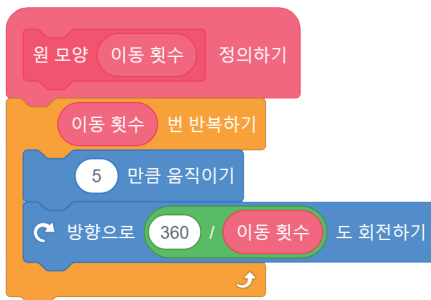 원 모양 이동 횟수 정의하기
이동 횟수 번 반복하기
5 만큼 움직이기
방향으로 360 / 이동 횟수 도 회전하기